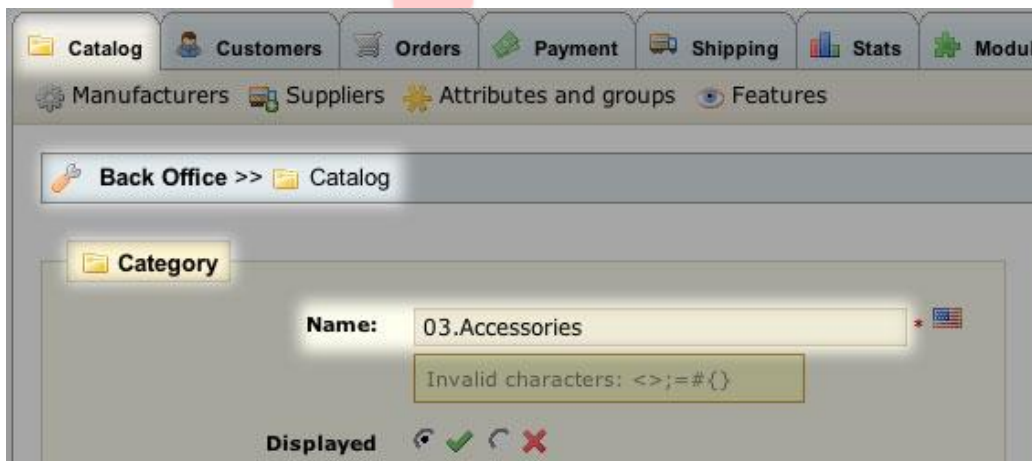 Catalog Customers Orders Payment Shipping Stats Modul
Manufacturers Suppliers Attributes and groups Features
Back Office >> Catalog
Category
Name: 03.Accessories *
Invalid characters: <>;=#{}
Displayed